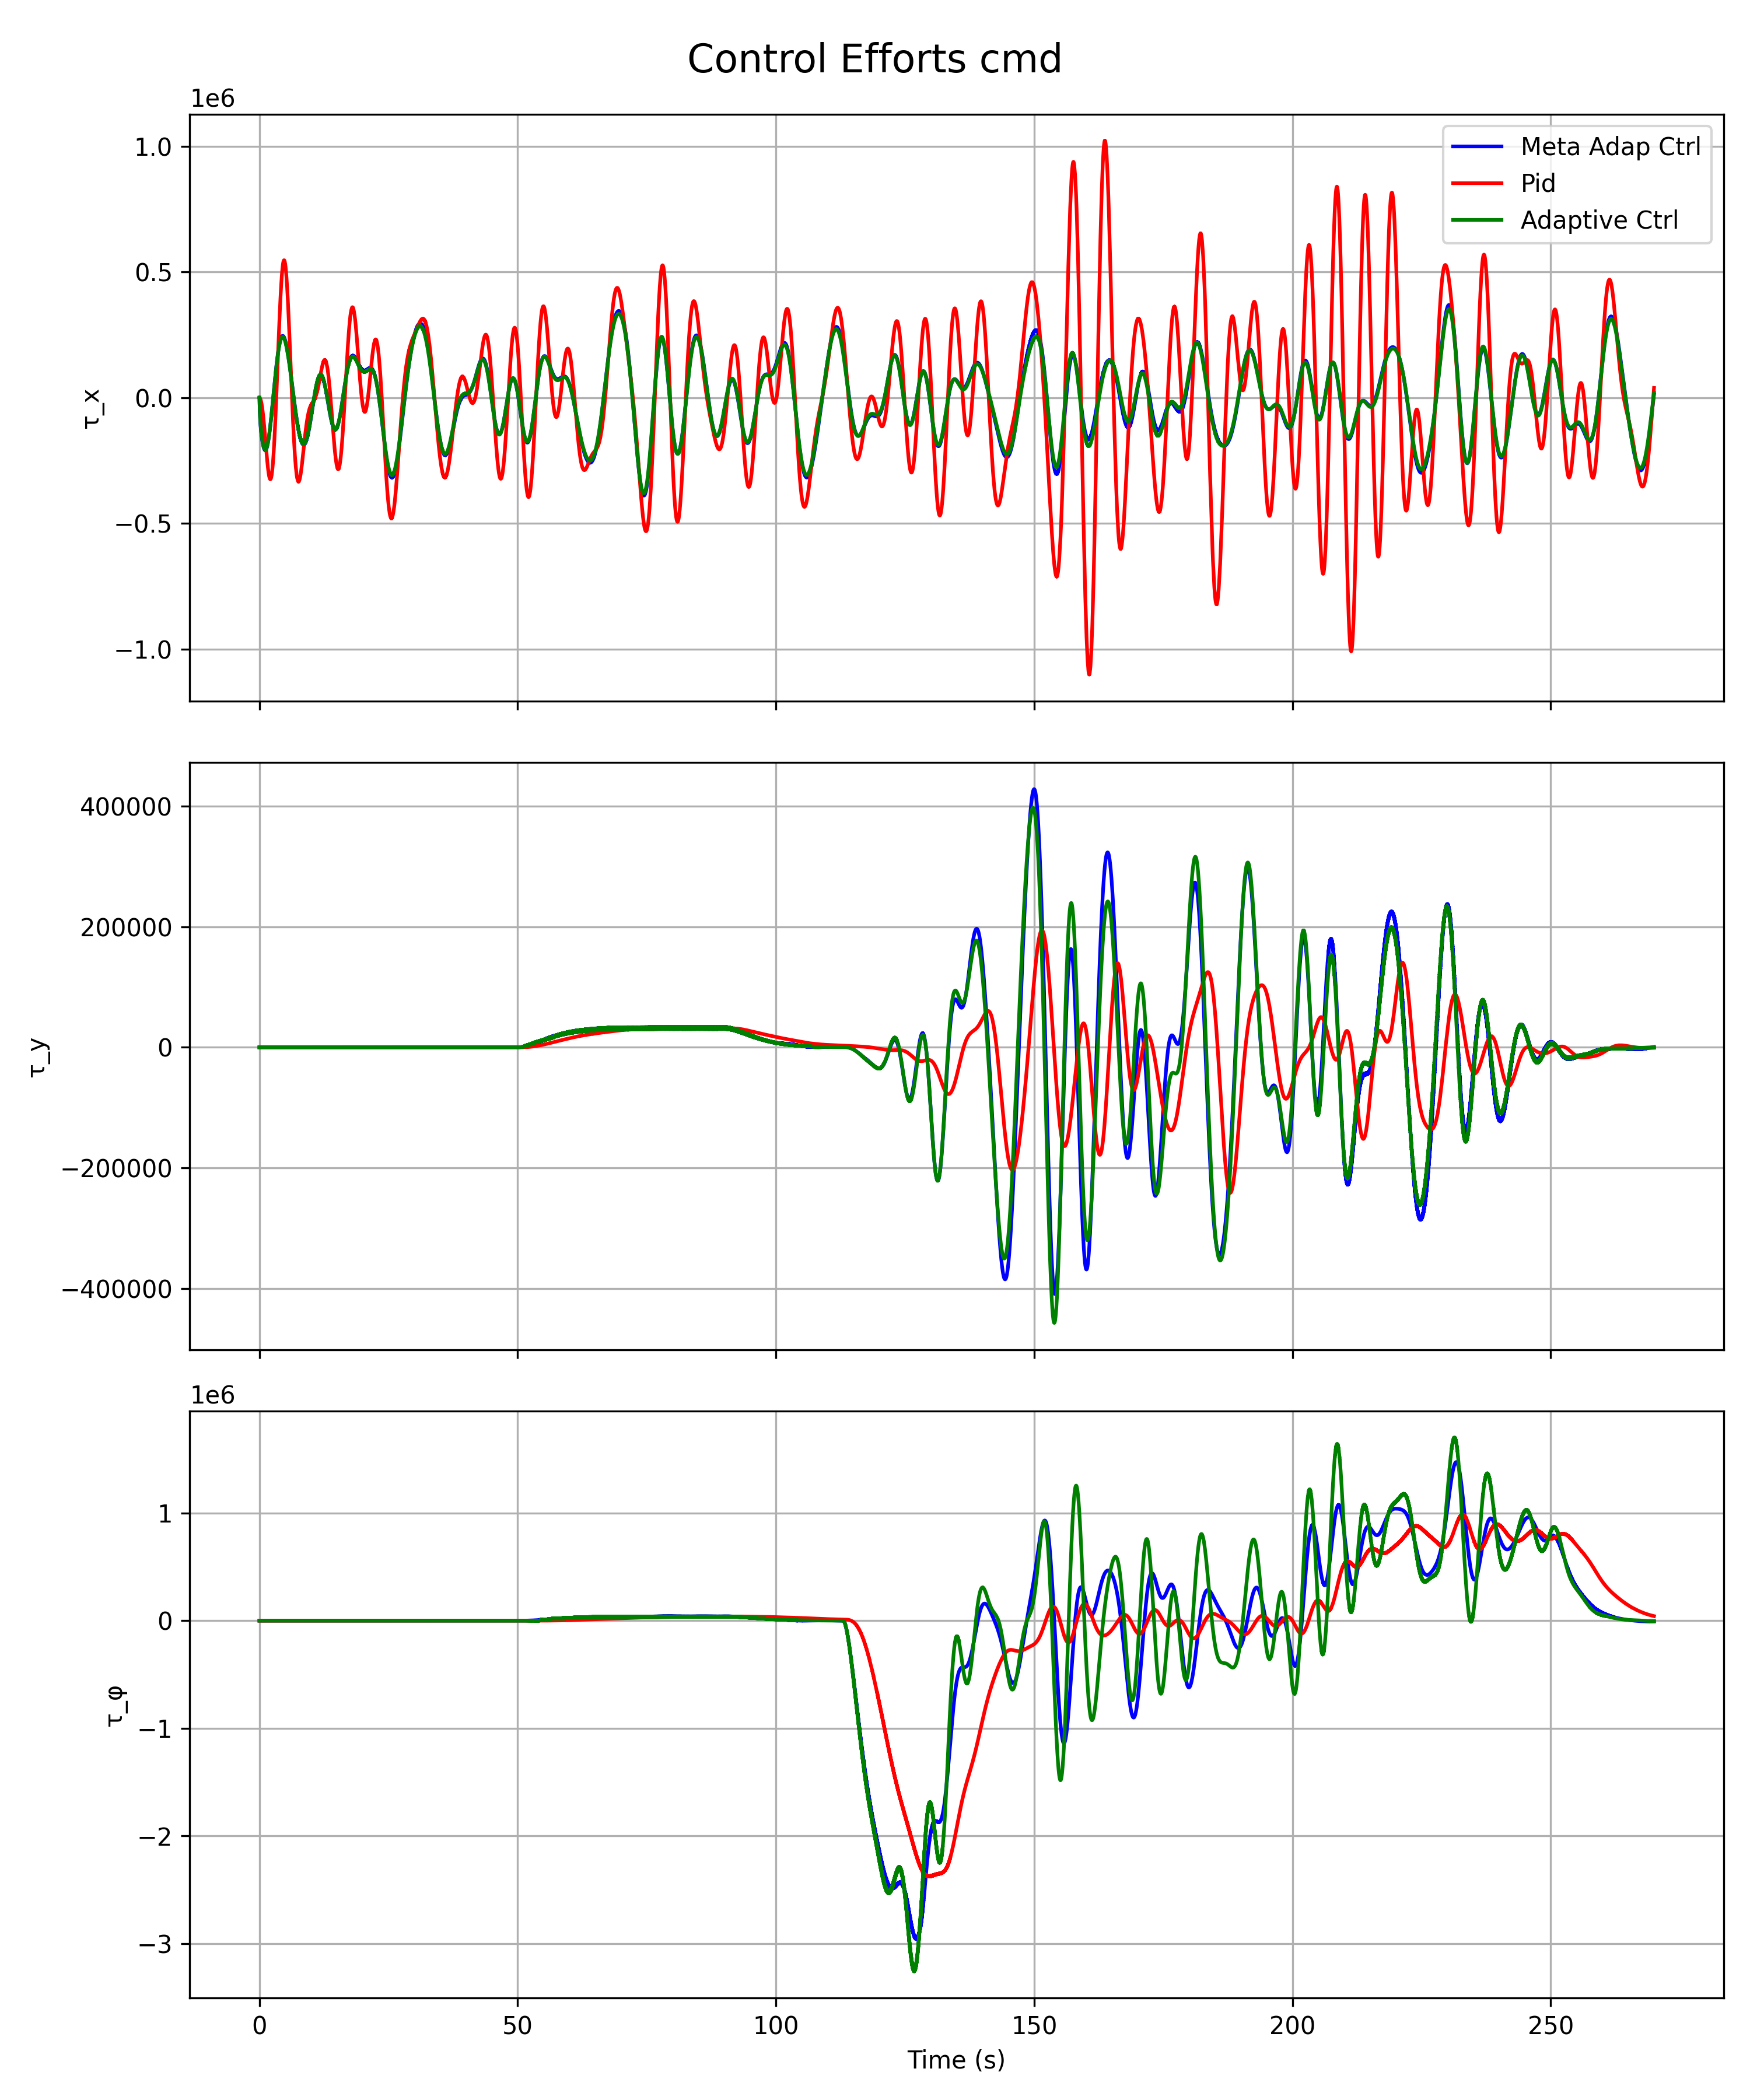 Control Efforts cmd
1e6
1.0
0.5
0.0
−0.5
−1.0
τ_x
Meta Adap Ctrl
Pid
Adaptive Ctrl
400000
200000
0
−200000
−400000
τ_y
1e6
1
0
−1
−2
−3
τ_φ
0 50 100 150 200 250
Time (s)